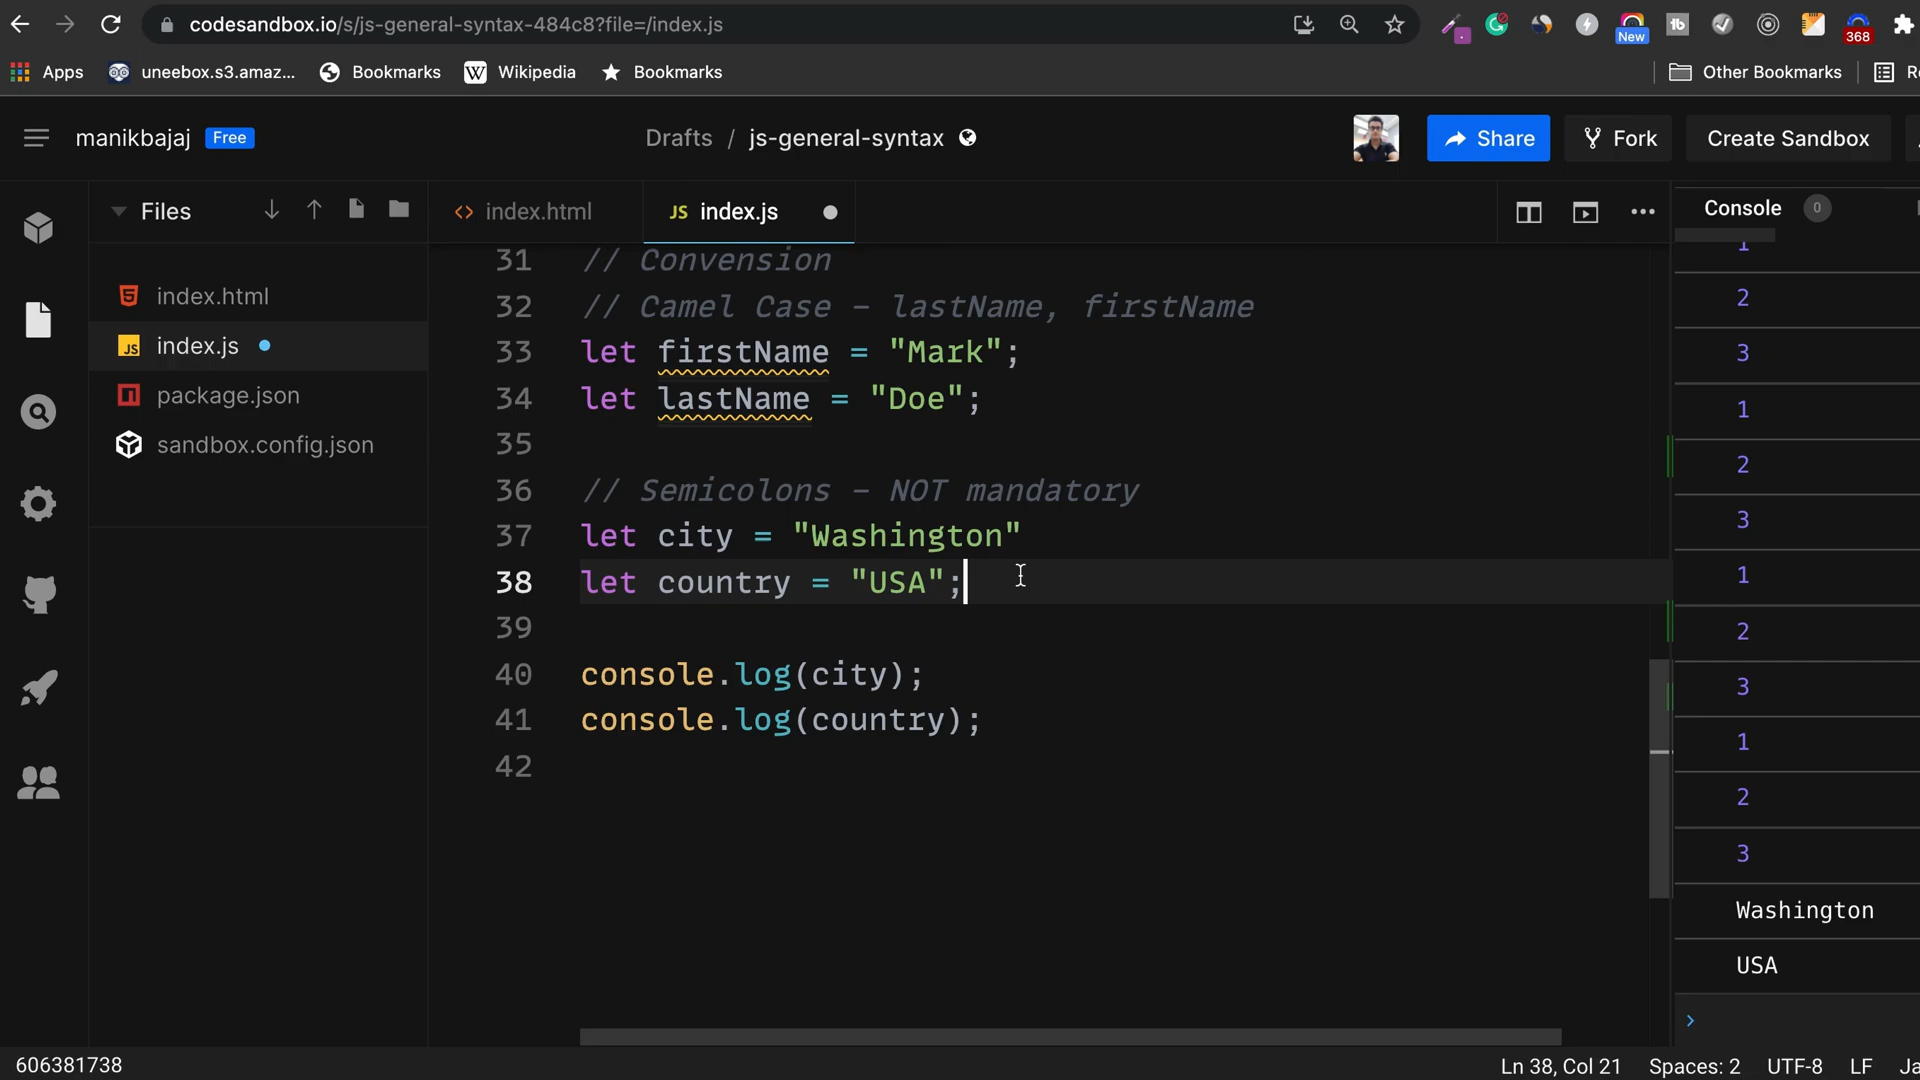 codesandbox.io/s/js-general-syntax-484c8?file=/index.js
New
368
Apps uneebox.s3.amaz... Bookmarks Wikipedia Bookmarks Other Bookmarks
manikbajaj Free Drafts / js-general-syntax Share Fork Create Sandbox
Files
<> index.html JS index.js
Console 0
index.html
index.js
package.json
sandbox.config.json
31 // Convension
32 // Camel Case - lastName, firstName
33 let firstName = "Mark";
34 let lastName = "Doe";
35
36 // Semicolons - NOT mandatory
37 let city = "Washington"
38 let country = "USA";
39
40 console.log(city);
41 console.log(country);
42
1
2
3
1
2
3
1
2
3
1
2
3
Washington
USA
>
606381738 Ln 38, Col 21 Spaces: 2 UTF-8 LF